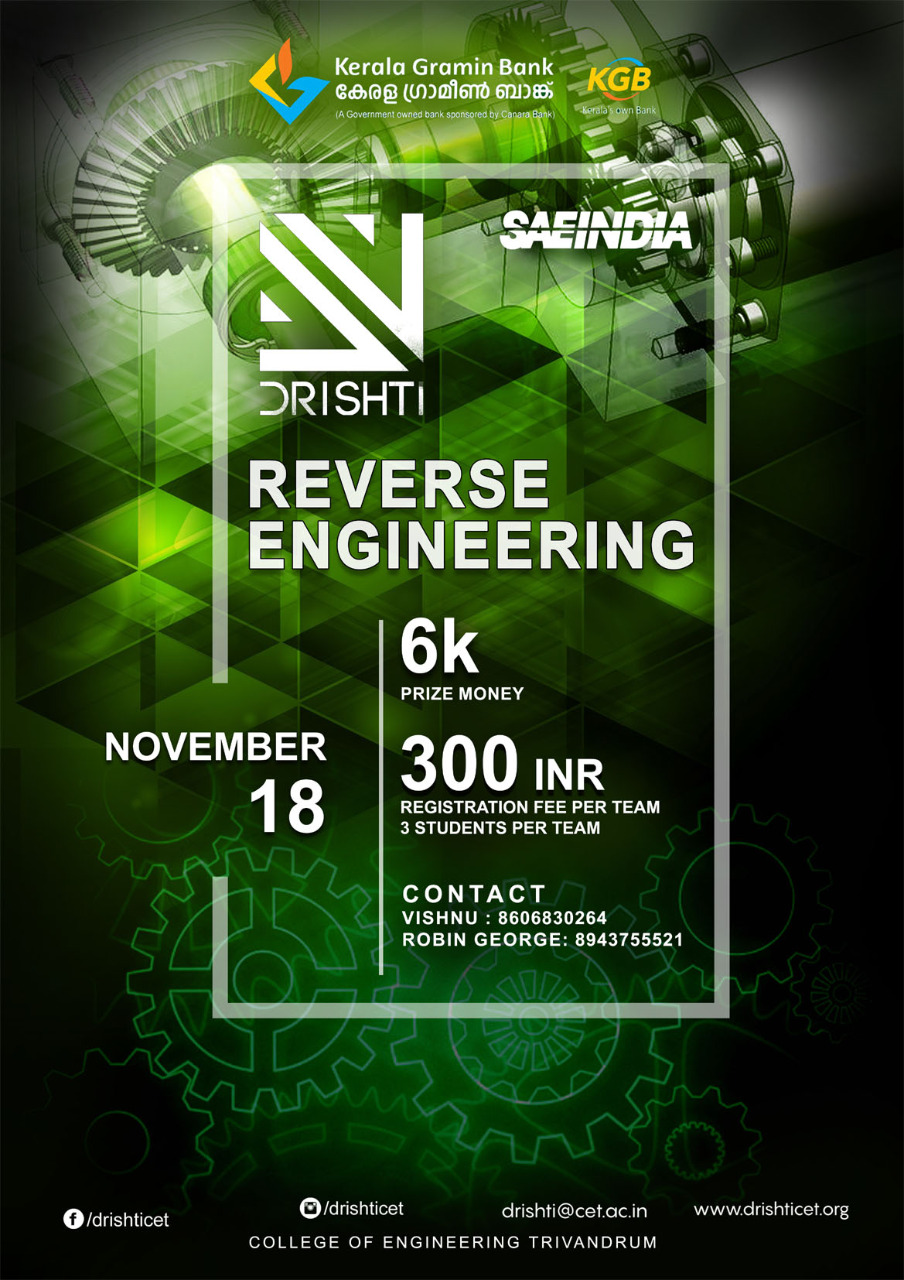 Kerala Gramin Bank
കേരള ഗ്രാമീൺ ബാങ്ക്
(A Government owned bank sponsored by Canara Bank)
KGB
Kerala's own Bank
SAEINDIA
DRISHTI
REVERSE
ENGINEERING
6k
PRIZE MONEY
NOVEMBER
18
300 INR
REGISTRATION FEE PER TEAM
3 STUDENTS PER TEAM
CONTACT
VISHNU : 8606830264
ROBIN GEORGE: 8943755521
/drishticet
/drishticet
drishti@cet.ac.in
www.drishticet.org
COLLEGE OF ENGINEERING TRIVANDRUM